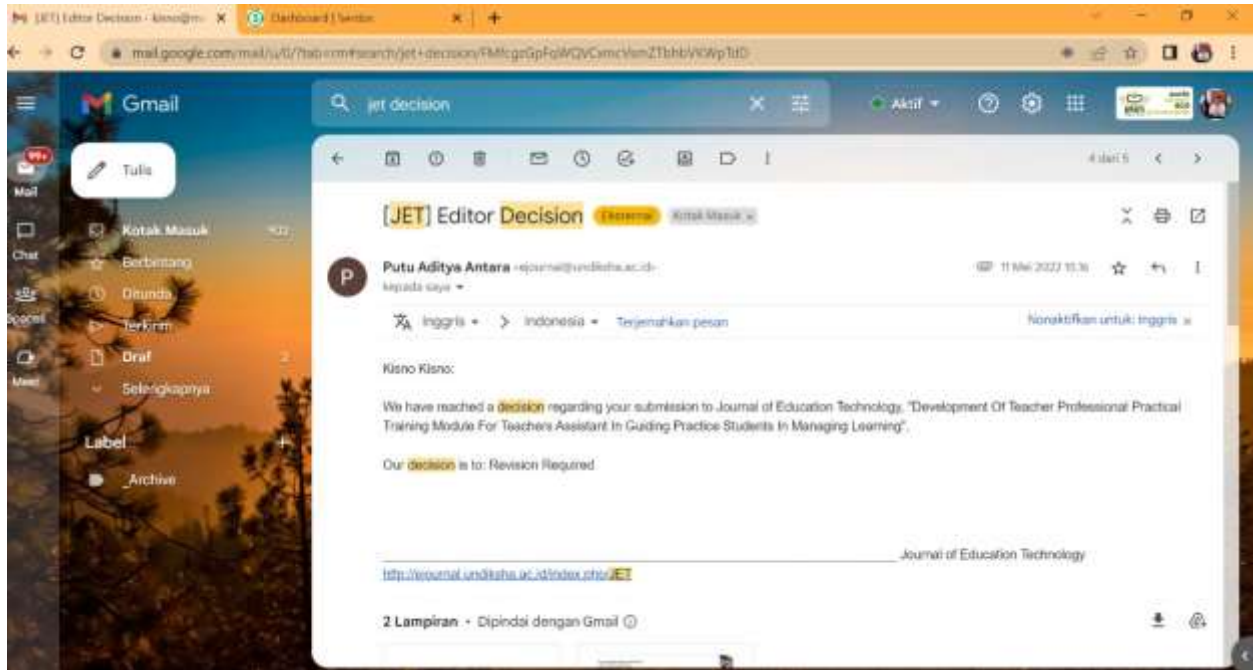 [JET] Editor Decision - kisno@m
Dashboard | Sentos
mail.google.com/mail/u/0/?tab=rm#search/jet+decision/
Gmail
jet decision
Aktif
99+
Mail
Tulis
4 dari 5
[JET] Editor Decision Eksternal Kotak Masuk x
Chat
Kotak Masuk
Berbintang
Putu Aditya Antara <ejournal@undiksha.ac.id>
11 Mei 2022
kepada saya
Spaces
Ditunda
Terkirim
Inggris > Indonesia Terjemahkan pesan
Nonaktifkan untuk: Inggris x
Meet
Draf 2
Selengkapnya
Kisno Kisno:
We have reached a decision regarding your submission to Journal of Education Technology, "Development Of Teacher Professional Practical
Training Module For Teachers Assistant In Guiding Practice Students In Managing Learning".
Label +
_Archive
Our decision is to: Revision Required
Journal of Education Technology
http://ejournal.undiksha.ac.id/index.php/JET
2 Lampiran • Dipindai dengan Gmail